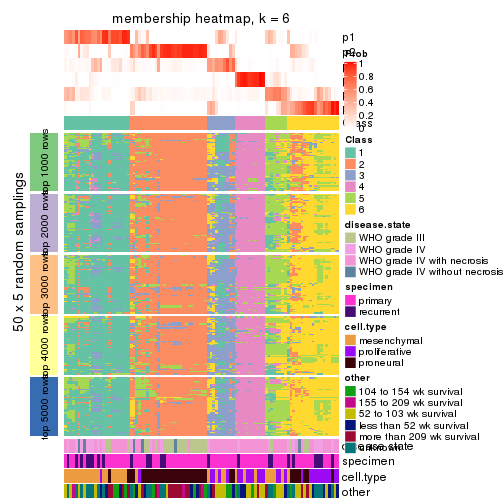 membership heatmap, k = 6
p1
p2
Prob
1
0.8
0.6
0.4
0.2
0
Class
Class
1
2
3
4
5
6
disease.state
WHO grade III
WHO grade IV
WHO grade IV with necrosis
WHO grade IV without necrosis
specimen
primary
recurrent
cell.type
mesenchymal
proliferative
proneural
other
104 to 154 wk survival
155 to 209 wk survival
52 to 103 wk survival
less than 52 wk survival
more than 209 wk survival
unknown
disease.state
specimen
cell.type
other
50 x 5 random samplings
top 1000 rows
top 2000 rows
top 3000 rows
top 4000 rows
top 5000 rows